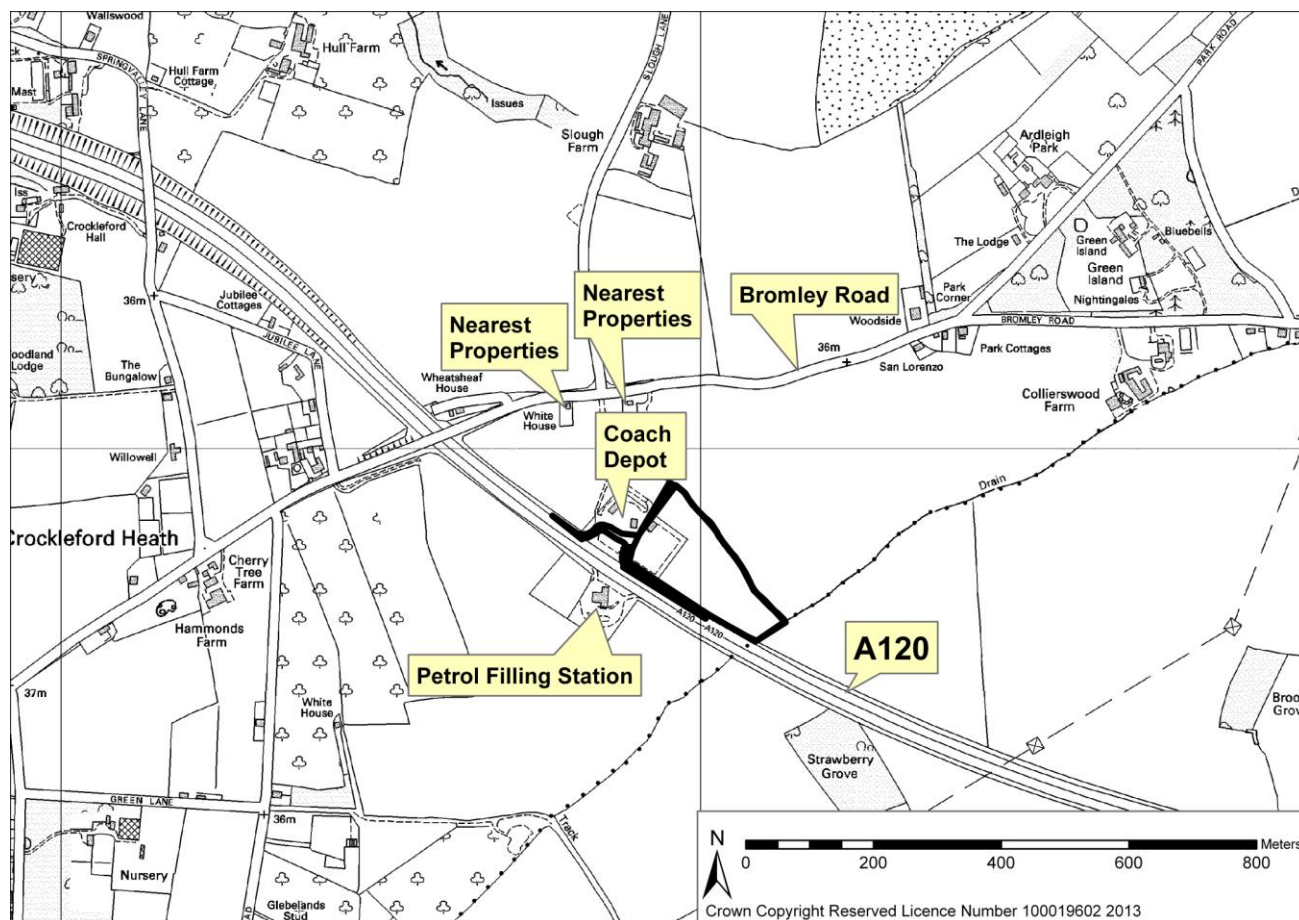 Wallswood
Hull Farm
SPRINGVALLEY LANE
Hull Farm
Cottage
Mast
Issues
SLOUGH LANE
Slough
Farm
PARK ROAD
Ardleigh
Park
Iss
Crockleford
Hall
The Lodge
Green
Island
Bluebells
Green
Island
Nightingales
36m
Jubilee
Cottages
JUBILEE LANE
Nearest
Properties
Nearest
Properties
Bromley Road
Park
Corner
Woodside
BROMLEY ROAD
36m
Park Cottages
San Lorenzo
The
Bungalow
Lodge
Wheatsheaf
House
White
House
Collierswood
Farm
Coach
Depot
Willowell
Drain
Crockleford Heath
Cherry
Tree
Farm
Hammonds
Farm
A120
A120
A120
Petrol Filling Station
37m
White
House
Strawberry
Grove
GREEN LANE
36m
Track
Nursery
Glebelands
Stud
N
Meters
0 200 400 600 800
Crown Copyright Reserved Licence Number 100019602 2013